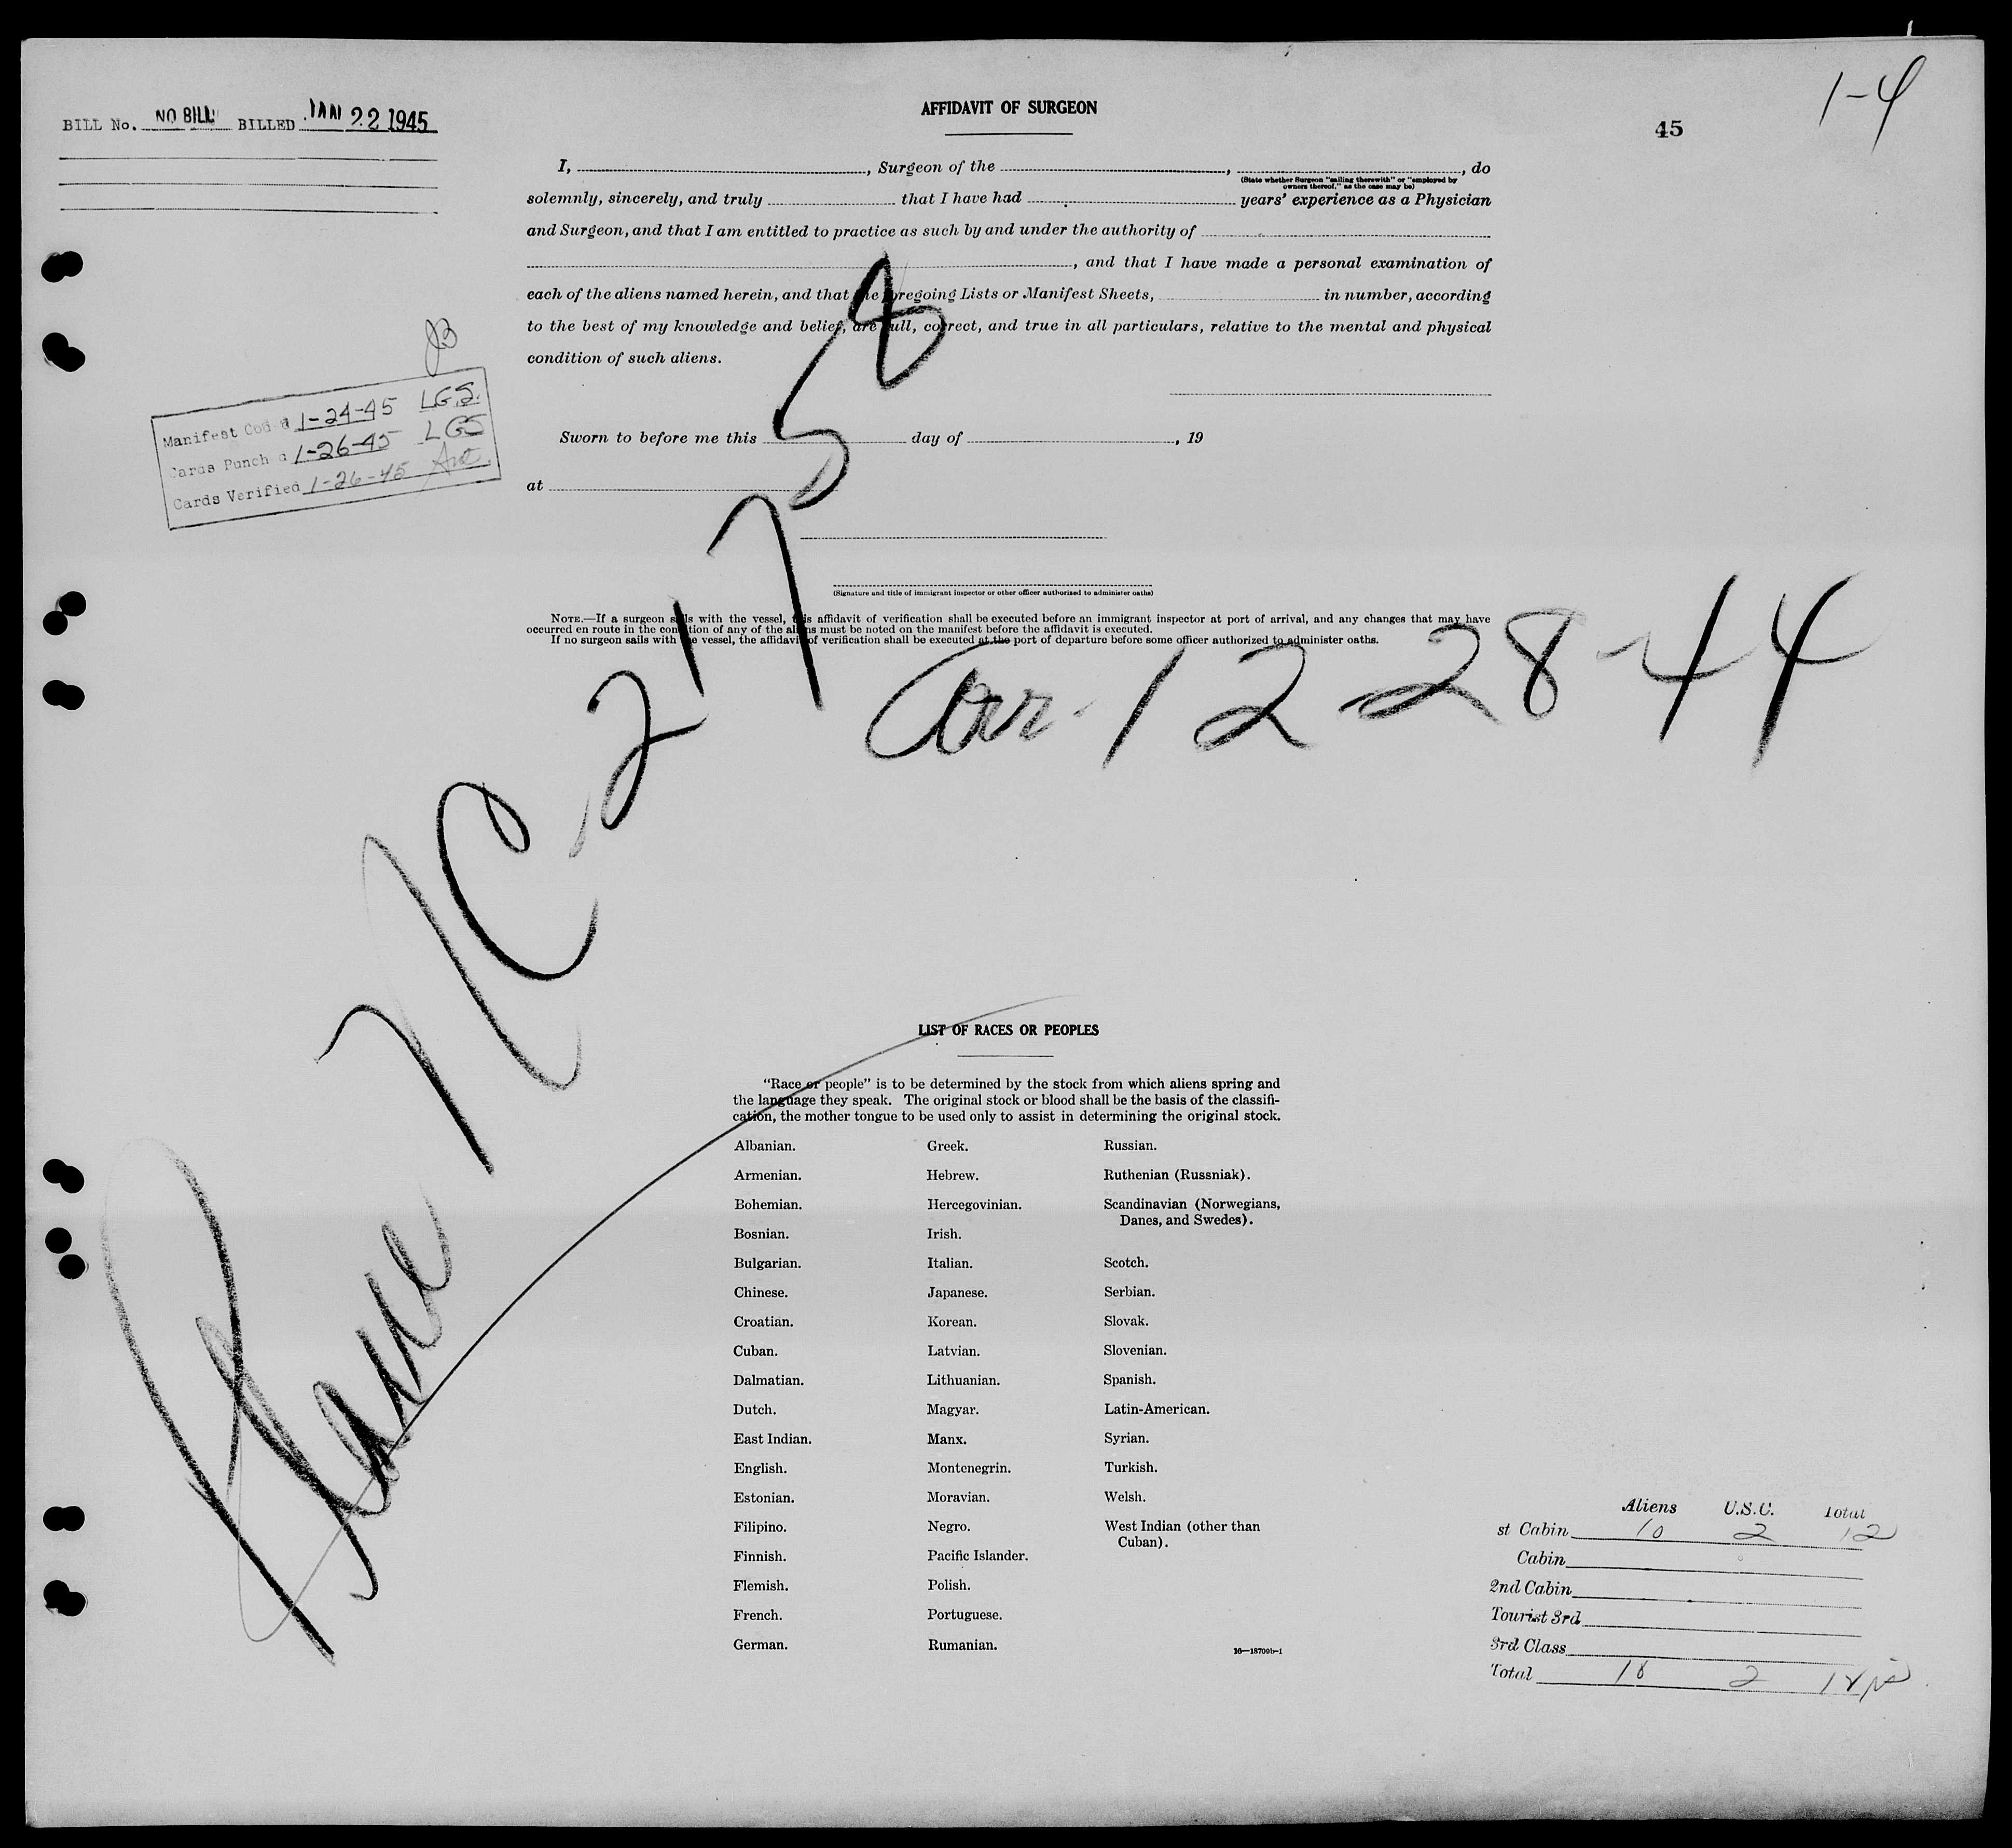 1-4
BILL No. NO BILL BILLED JAN 22 1945
AFFIDAVIT OF SURGEON
45
I, , Surgeon of the , , do
(State whether Surgeon "sailing therewith" or "employed by
owners thereof," as the case may be)
solemnly, sincerely, and truly that I have had years' experience as a Physician
and Surgeon, and that I am entitled to practice as such by and under the authority of
, and that I have made a personal examination of
each of the aliens named herein, and that the foregoing Lists or Manifest Sheets, in number, according
to the best of my knowledge and belief, are full, correct, and true in all particulars, relative to the mental and physical
condition of such aliens.
JB
Manifest Cod d 1-24-45 LGS.
Cards Punch d 1-26-45 LGS
Cards Verified 1-26-45
Sworn to before me this day of , 19
at
(Signature and title of immigrant inspector or other officer authorized to administer oaths)
NOTE.—If a surgeon sails with the vessel, this affidavit of verification shall be executed before an immigrant inspector at port of arrival, and any changes that may have
occurred en route in the condition of any of the aliens must be noted on the manifest before the affidavit is executed.
If no surgeon sails with the vessel, the affidavit of verification shall be executed at the port of departure before some officer authorized to administer oaths.
Plane NC-21758
Arr. 12-28-44
LIST OF RACES OR PEOPLES
"Race or people" is to be determined by the stock from which aliens spring and
the language they speak. The original stock or blood shall be the basis of the classifi-
cation, the mother tongue to be used only to assist in determining the original stock.
Albanian. Greek. Russian.
Armenian. Hebrew. Ruthenian (Russniak).
Bohemian. Hercegovinian. Scandinavian (Norwegians,
Danes, and Swedes).
Bosnian. Irish.
Bulgarian. Italian. Scotch.
Chinese. Japanese. Serbian.
Croatian. Korean. Slovak.
Cuban. Latvian. Slovenian.
Dalmatian. Lithuanian. Spanish.
Dutch. Magyar. Latin-American.
East Indian. Manx. Syrian.
English. Montenegrin. Turkish.
Estonian. Moravian. Welsh.
Filipino. Negro. West Indian (other than
Cuban).
Finnish. Pacific Islander.
Flemish. Polish.
French. Portuguese.
German. Rumanian.
16—18709b-1
Aliens U.S.C. Total
st Cabin 10 2 12
Cabin
2nd Cabin
Tourist 3rd
3rd Class
Total 10 2